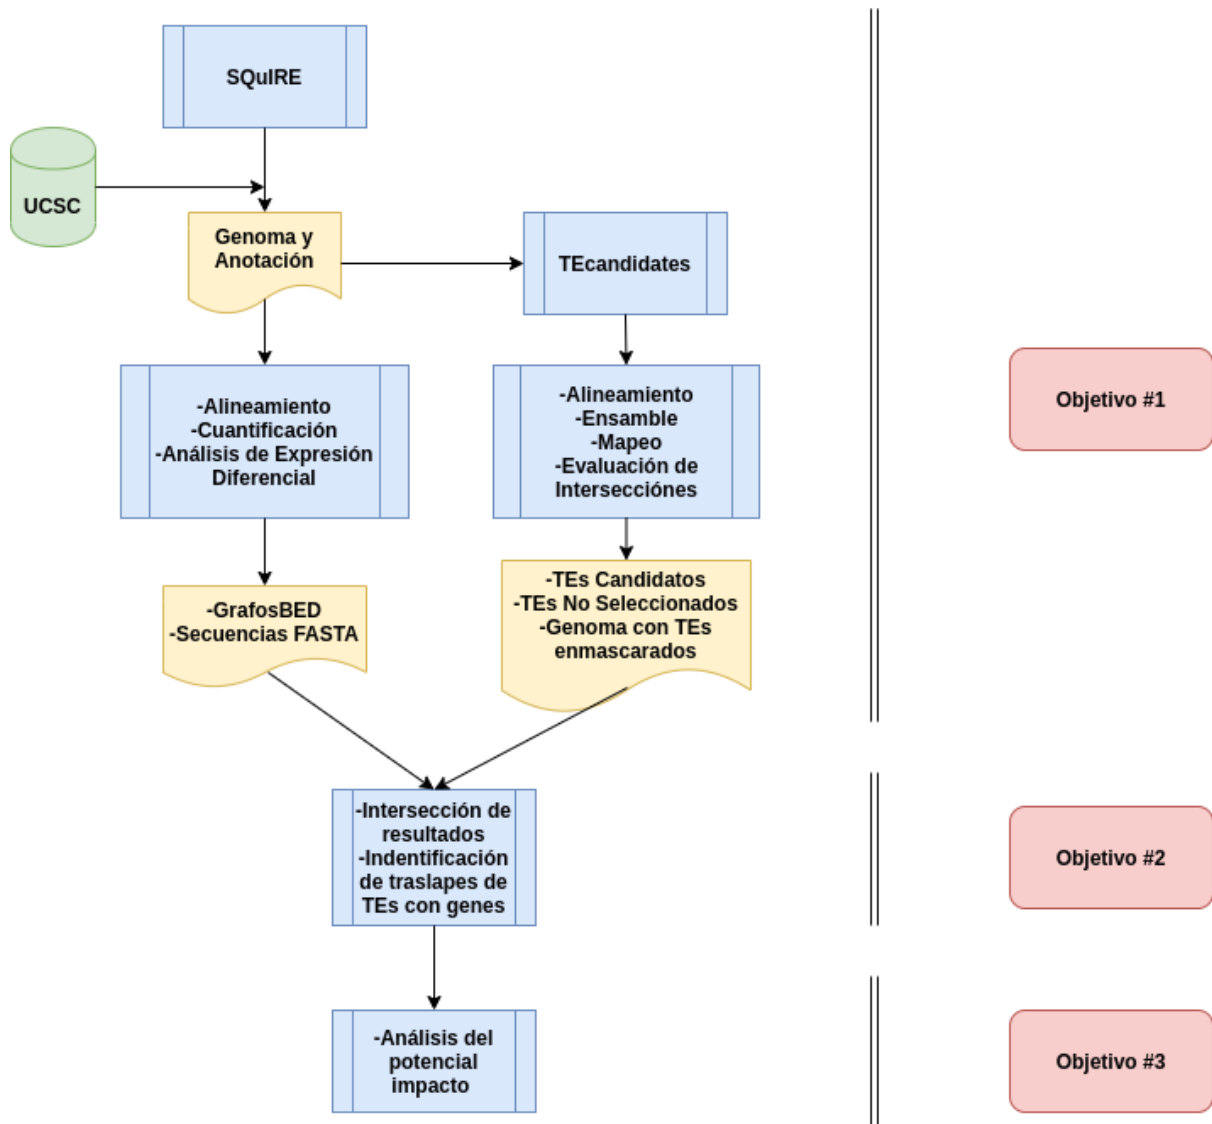 SQuIRE
UCSC
Genoma y
Anotación
TEcandidates
-Alineamiento
-Cuantificación
-Análisis de Expresión
Diferencial
-Alineamiento
-Ensamble
-Mapeo
-Evaluación de
Interecciónes
-GrafosBED
-Secuencias FASTA
-TEs Candidatos
-TEs No Seleccionados
-Genoma con TEs
enmascarados
Objetivo #1
-Intersección de
resultados
-Indentificación
de traslapes de
TEs con genes
Objetivo #2
-Análisis del
potencial
impacto
Objetivo #3